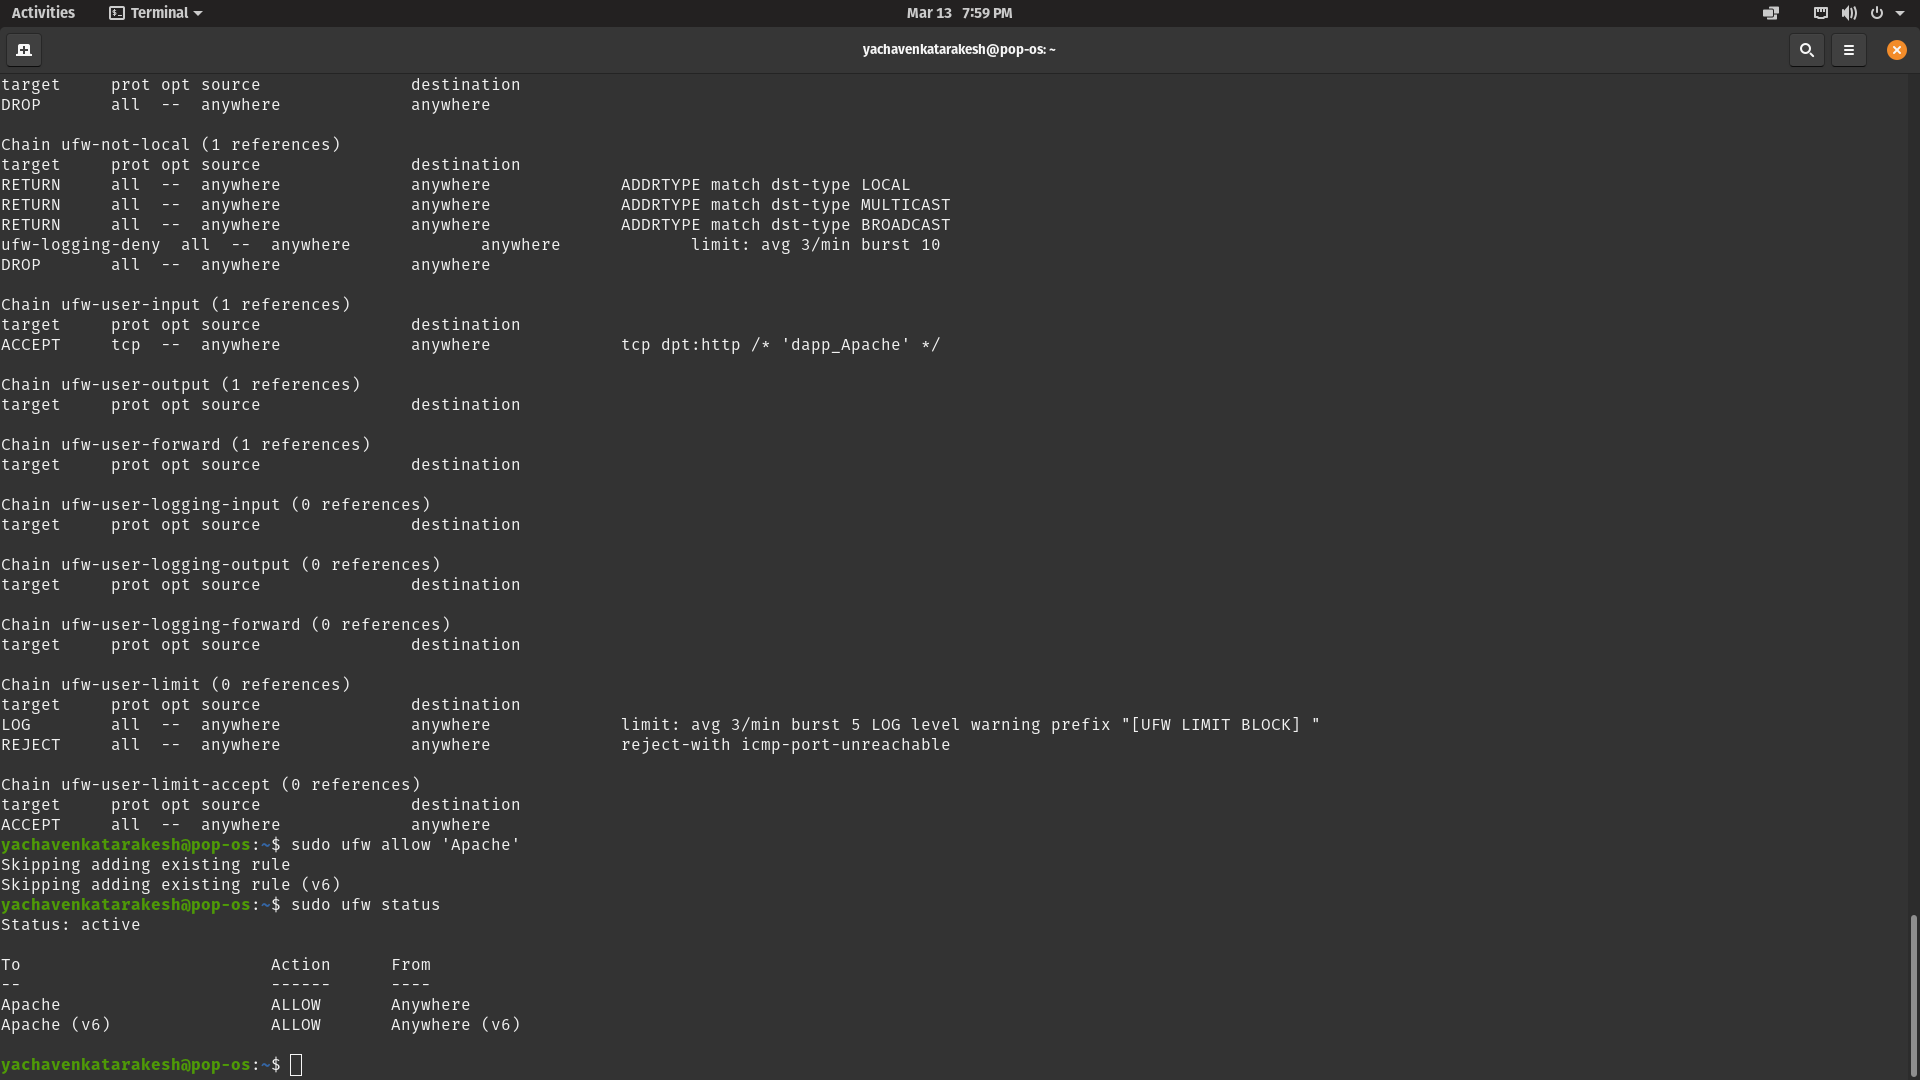 Activities Terminal Mar 13 7:59 PM
yachavenkatarakesh@pop-os: ~
target     prot opt source               destination
DROP       all  --  anywhere             anywhere

Chain ufw-not-local (1 references)
target     prot opt source               destination
RETURN     all  --  anywhere             anywhere             ADDRTYPE match dst-type LOCAL
RETURN     all  --  anywhere             anywhere             ADDRTYPE match dst-type MULTICAST
RETURN     all  --  anywhere             anywhere             ADDRTYPE match dst-type BROADCAST
ufw-logging-deny  all  --  anywhere             anywhere             limit: avg 3/min burst 10
DROP       all  --  anywhere             anywhere

Chain ufw-user-input (1 references)
target     prot opt source               destination
ACCEPT     tcp  --  anywhere             anywhere             tcp dpt:http /* 'dapp_Apache' */

Chain ufw-user-output (1 references)
target     prot opt source               destination

Chain ufw-user-forward (1 references)
target     prot opt source               destination

Chain ufw-user-logging-input (0 references)
target     prot opt source               destination

Chain ufw-user-logging-output (0 references)
target     prot opt source               destination

Chain ufw-user-logging-forward (0 references)
target     prot opt source               destination

Chain ufw-user-limit (0 references)
target     prot opt source               destination
LOG        all  --  anywhere             anywhere             limit: avg 3/min burst 5 LOG level warning prefix "[UFW LIMIT BLOCK] "
REJECT     all  --  anywhere             anywhere             reject-with icmp-port-unreachable

Chain ufw-user-limit-accept (0 references)
target     prot opt source               destination
ACCEPT     all  --  anywhere             anywhere
yachavenkatarakesh@pop-os:~$ sudo ufw allow 'Apache'
Skipping adding existing rule
Skipping adding existing rule (v6)
yachavenkatarakesh@pop-os:~$ sudo ufw status
Status: active

To                         Action      From
--                         ------      ----
Apache                     ALLOW       Anywhere
Apache (v6)                ALLOW       Anywhere (v6)

yachavenkatarakesh@pop-os:~$